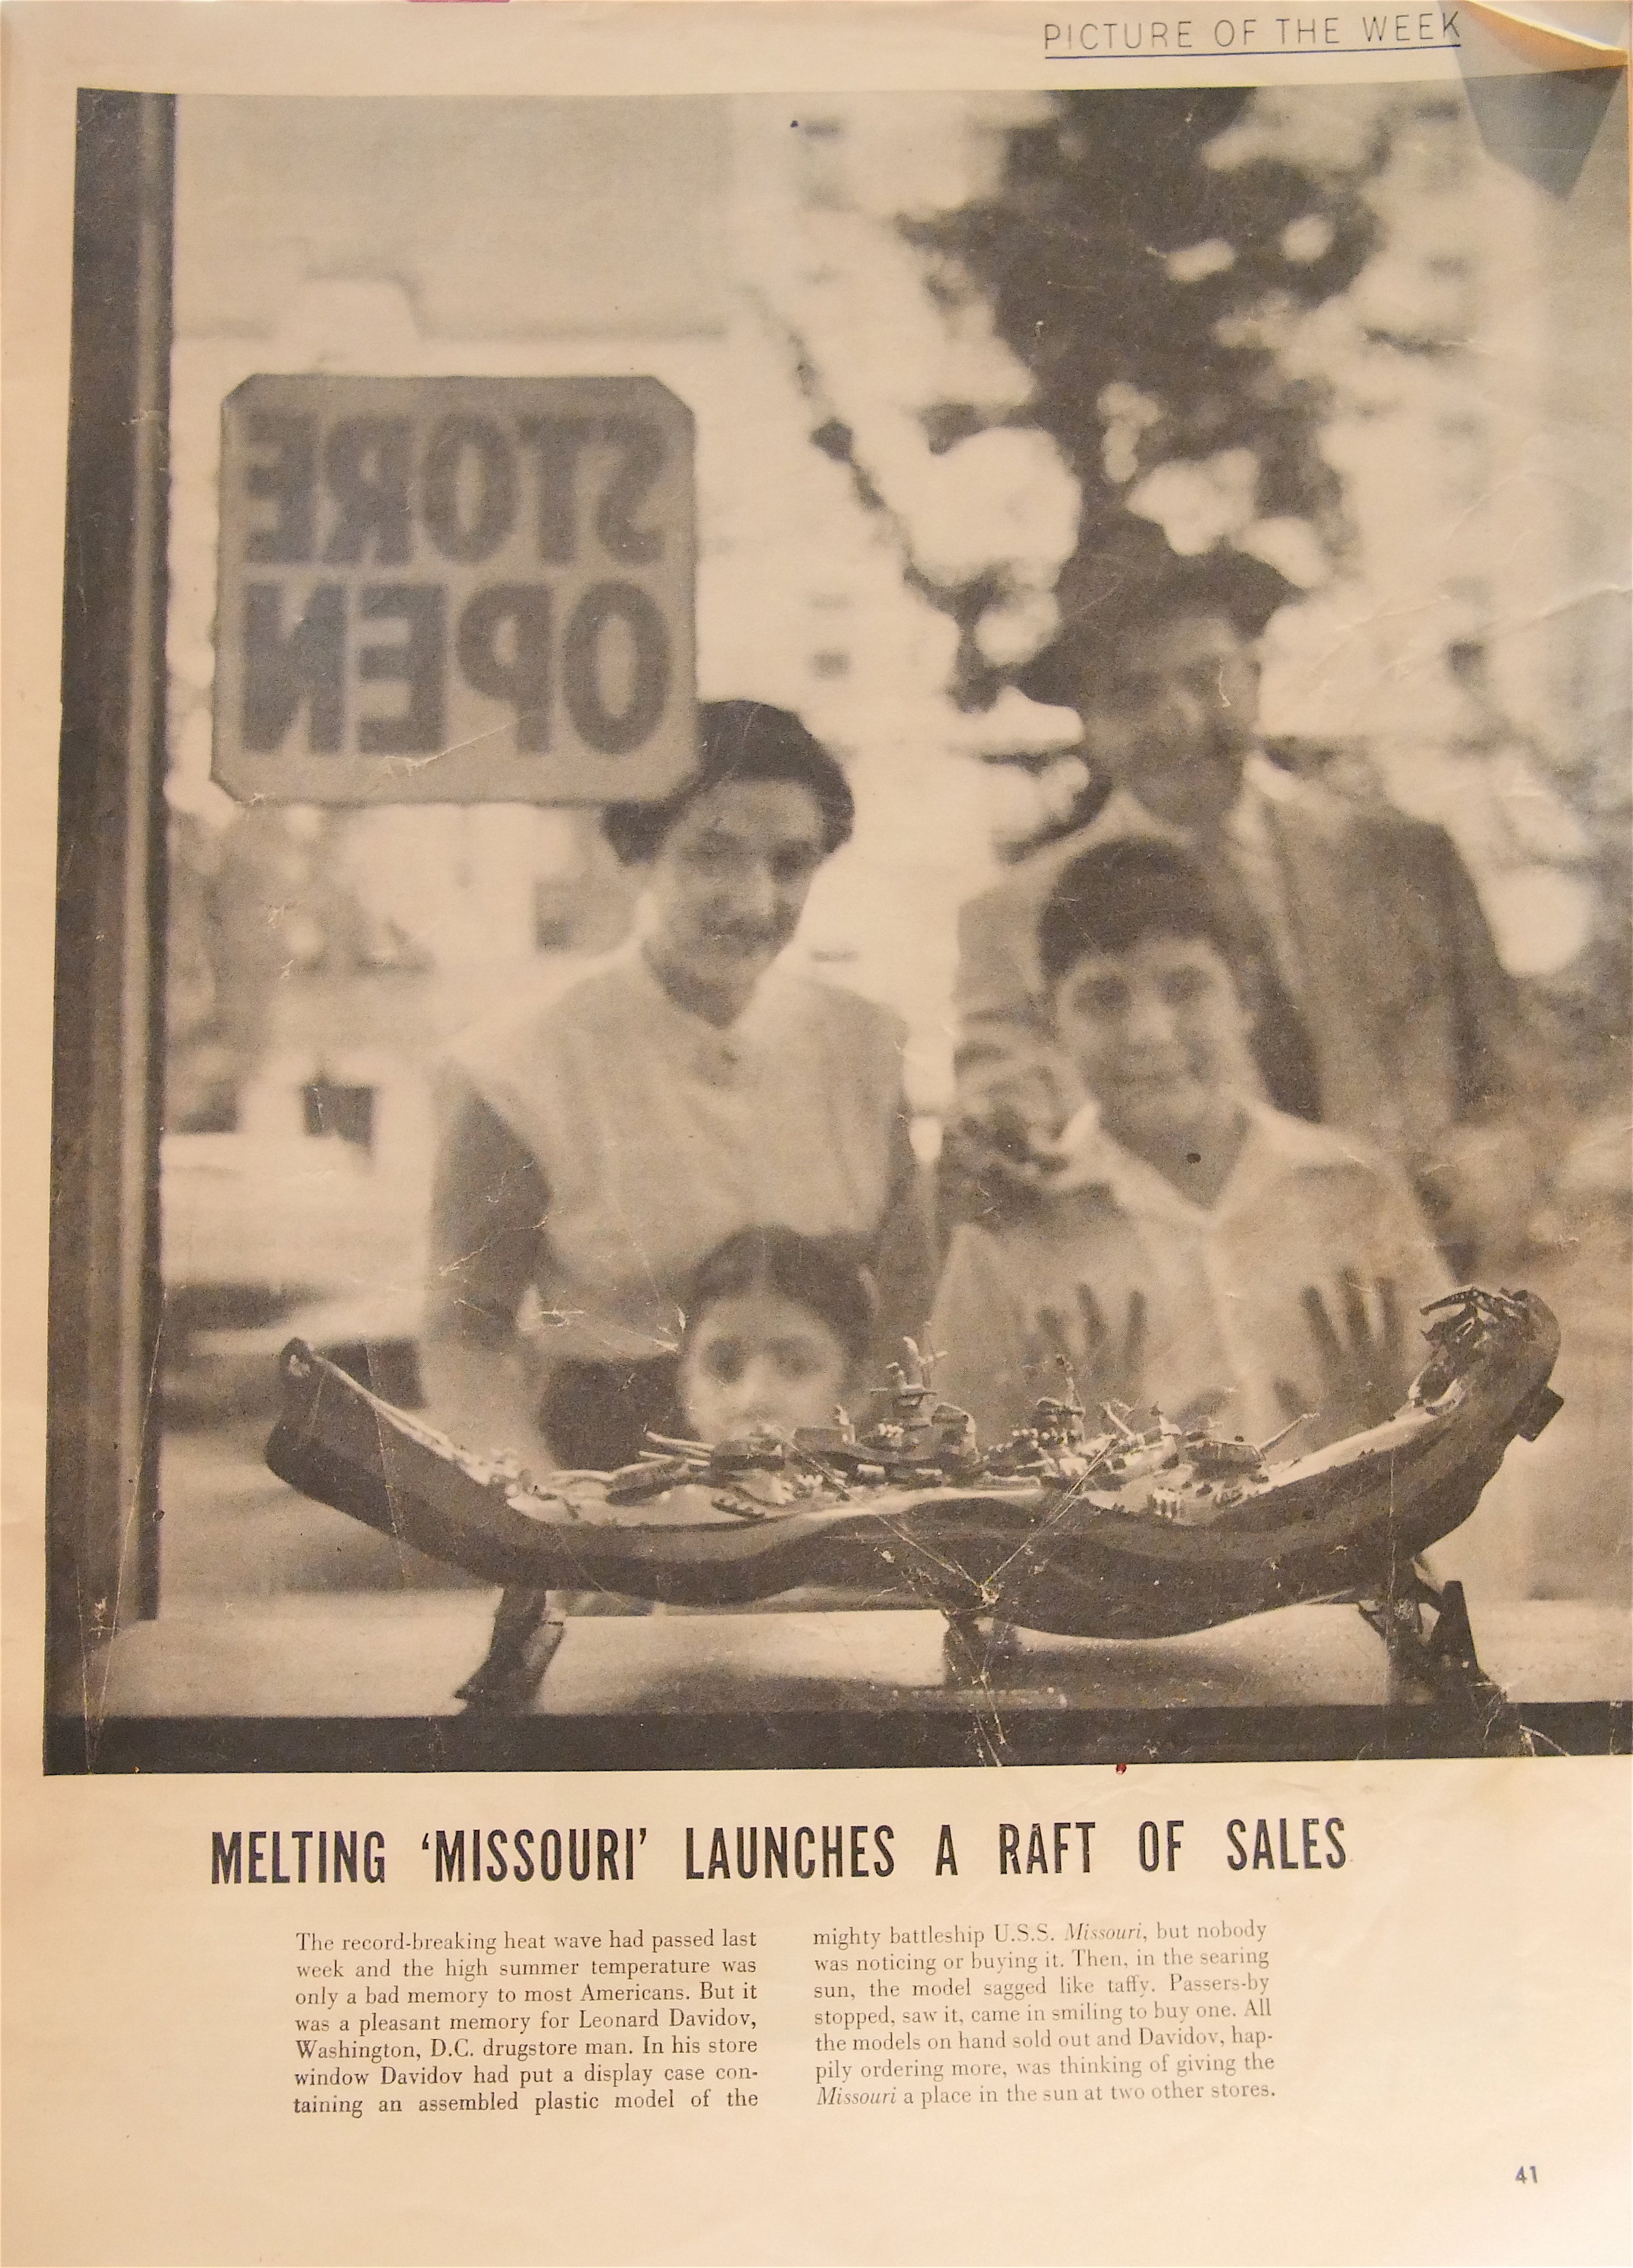 PICTURE OF THE WEEK
STORE
OPEN
MELTING ‘MISSOURI’ LAUNCHES A RAFT OF SALES
The record-breaking heat wave had passed last
week and the high summer temperature was
only a bad memory to most Americans. But it
was a pleasant memory for Leonard Davidov,
Washington, D.C. drugstore man. In his store
window Davidov had put a display case con-
taining an assembled plastic model of the
mighty battleship U.S.S. Missouri, but nobody
was noticing or buying it. Then, in the searing
sun, the model sagged like taffy. Passers-by
stopped, saw it, came in smiling to buy one. All
the models on hand sold out and Davidov, hap-
pily ordering more, was thinking of giving the
Missouri a place in the sun at two other stores.
41